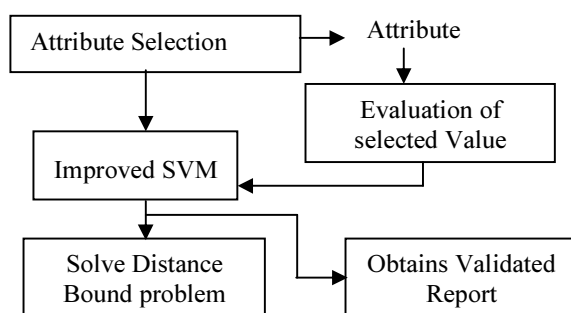 Attribute Selection
Attribute
Evaluation of
selected Value
Improved SVM
Solve Distance
Bound problem
Obtains Validated
Report